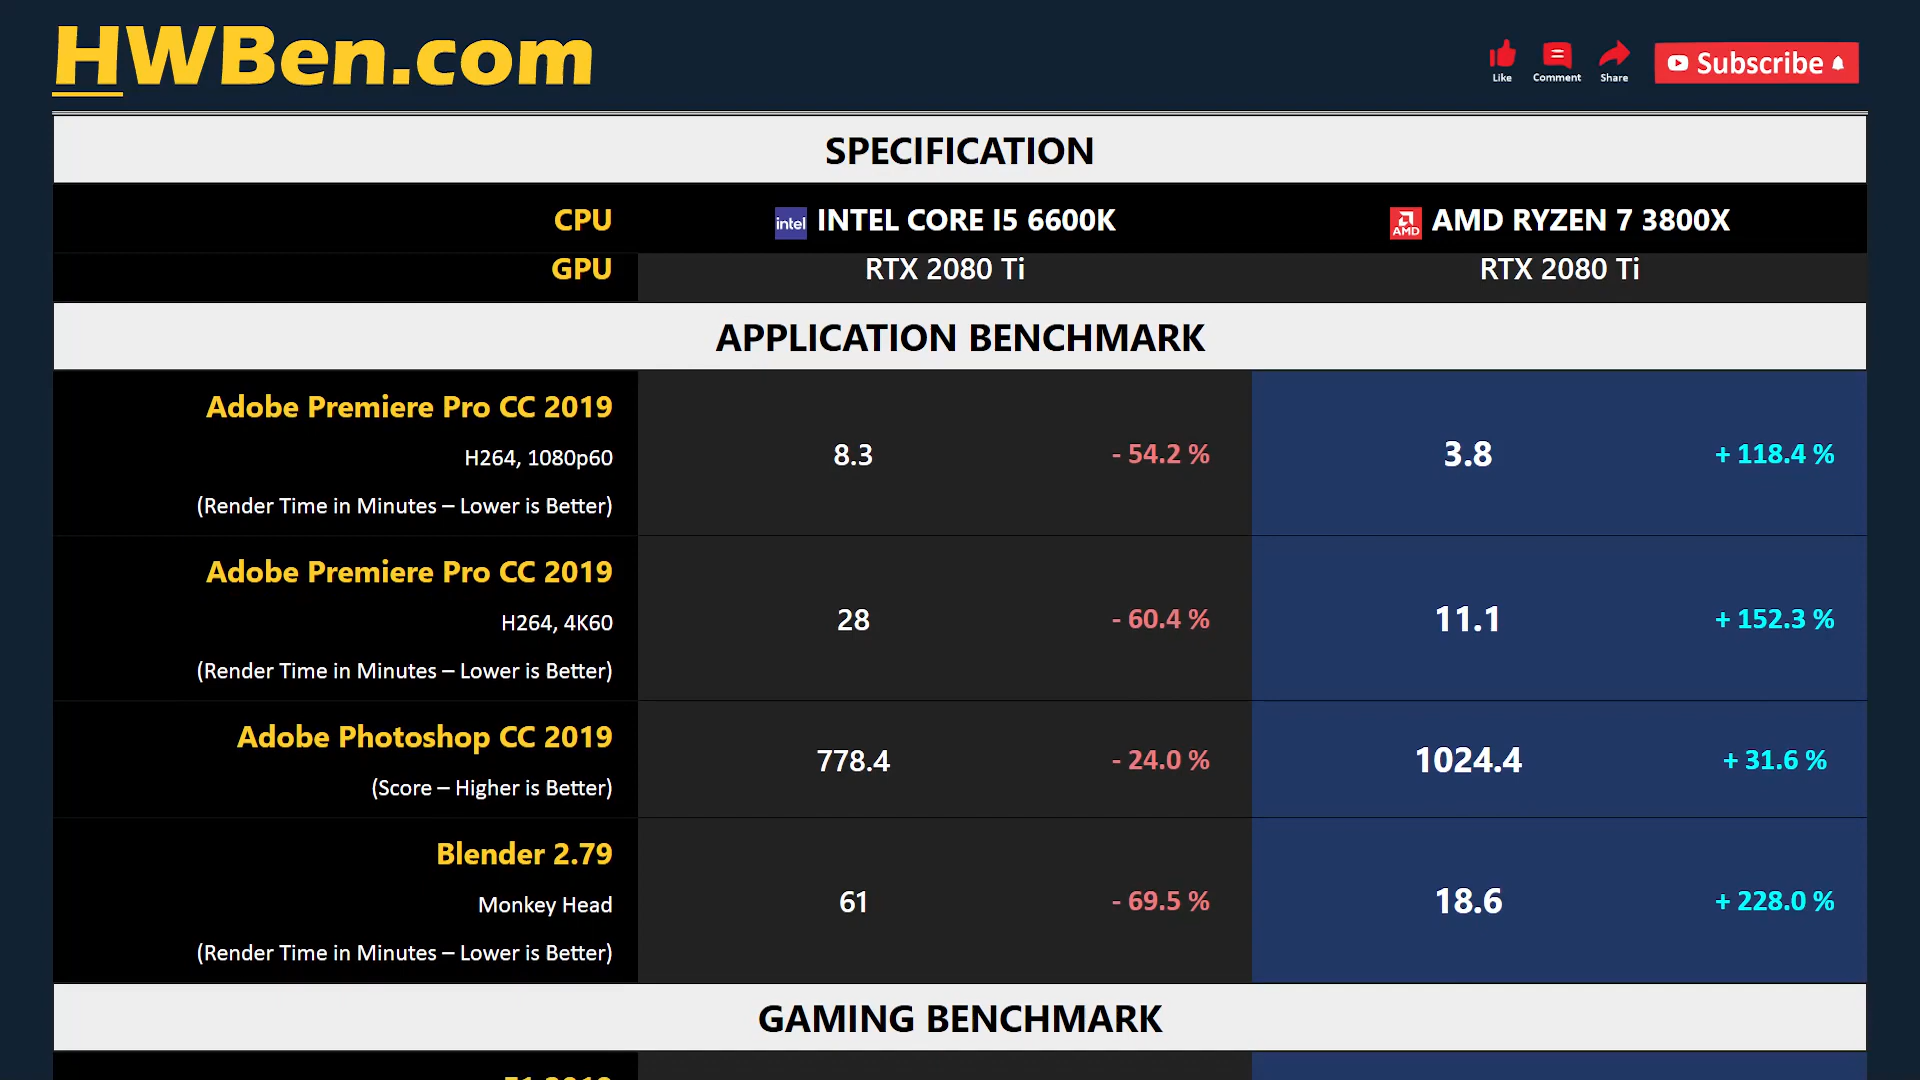 HWBen.com
Like
Comment
Share
Subscribe
SPECIFICATION
CPU
intel INTEL CORE I5 6600K
AMD AMD RYZEN 7 3800X
GPU
RTX 2080 Ti
RTX 2080 Ti
APPLICATION BENCHMARK
Adobe Premiere Pro CC 2019
H264, 1080p60
(Render Time in Minutes – Lower is Better)
8.3
- 54.2 %
3.8
+ 118.4 %
Adobe Premiere Pro CC 2019
H264, 4K60
(Render Time in Minutes – Lower is Better)
28
- 60.4 %
11.1
+ 152.3 %
Adobe Photoshop CC 2019
(Score – Higher is Better)
778.4
- 24.0 %
1024.4
+ 31.6 %
Blender 2.79
Monkey Head
(Render Time in Minutes – Lower is Better)
61
- 69.5 %
18.6
+ 228.0 %
GAMING BENCHMARK